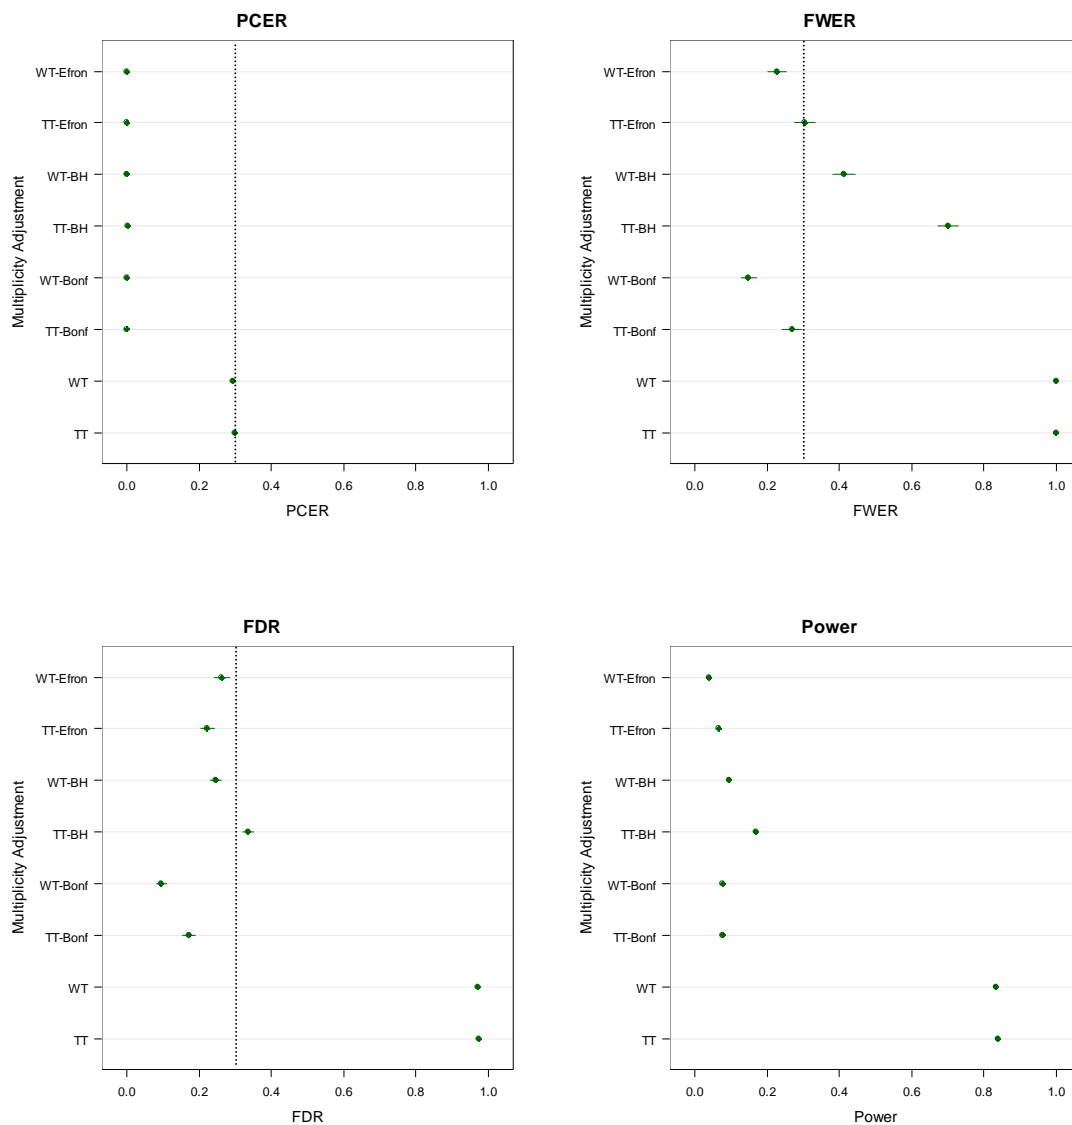 PCER
Multiplicity Adjustment
WT-Efron
TT-Efron
WT-BH
TT-BH
WT-Bonf
TT-Bonf
WT
TT
0.0 0.2 0.4 0.6 0.8 1.0
PCER
FWER
Multiplicity Adjustment
WT-Efron
TT-Efron
WT-BH
TT-BH
WT-Bonf
TT-Bonf
WT
TT
0.0 0.2 0.4 0.6 0.8 1.0
FWER
FDR
Multiplicity Adjustment
WT-Efron
TT-Efron
WT-BH
TT-BH
WT-Bonf
TT-Bonf
WT
TT
0.0 0.2 0.4 0.6 0.8 1.0
FDR
Power
Multiplicity Adjustment
WT-Efron
TT-Efron
WT-BH
TT-BH
WT-Bonf
TT-Bonf
WT
TT
0.0 0.2 0.4 0.6 0.8 1.0
Power